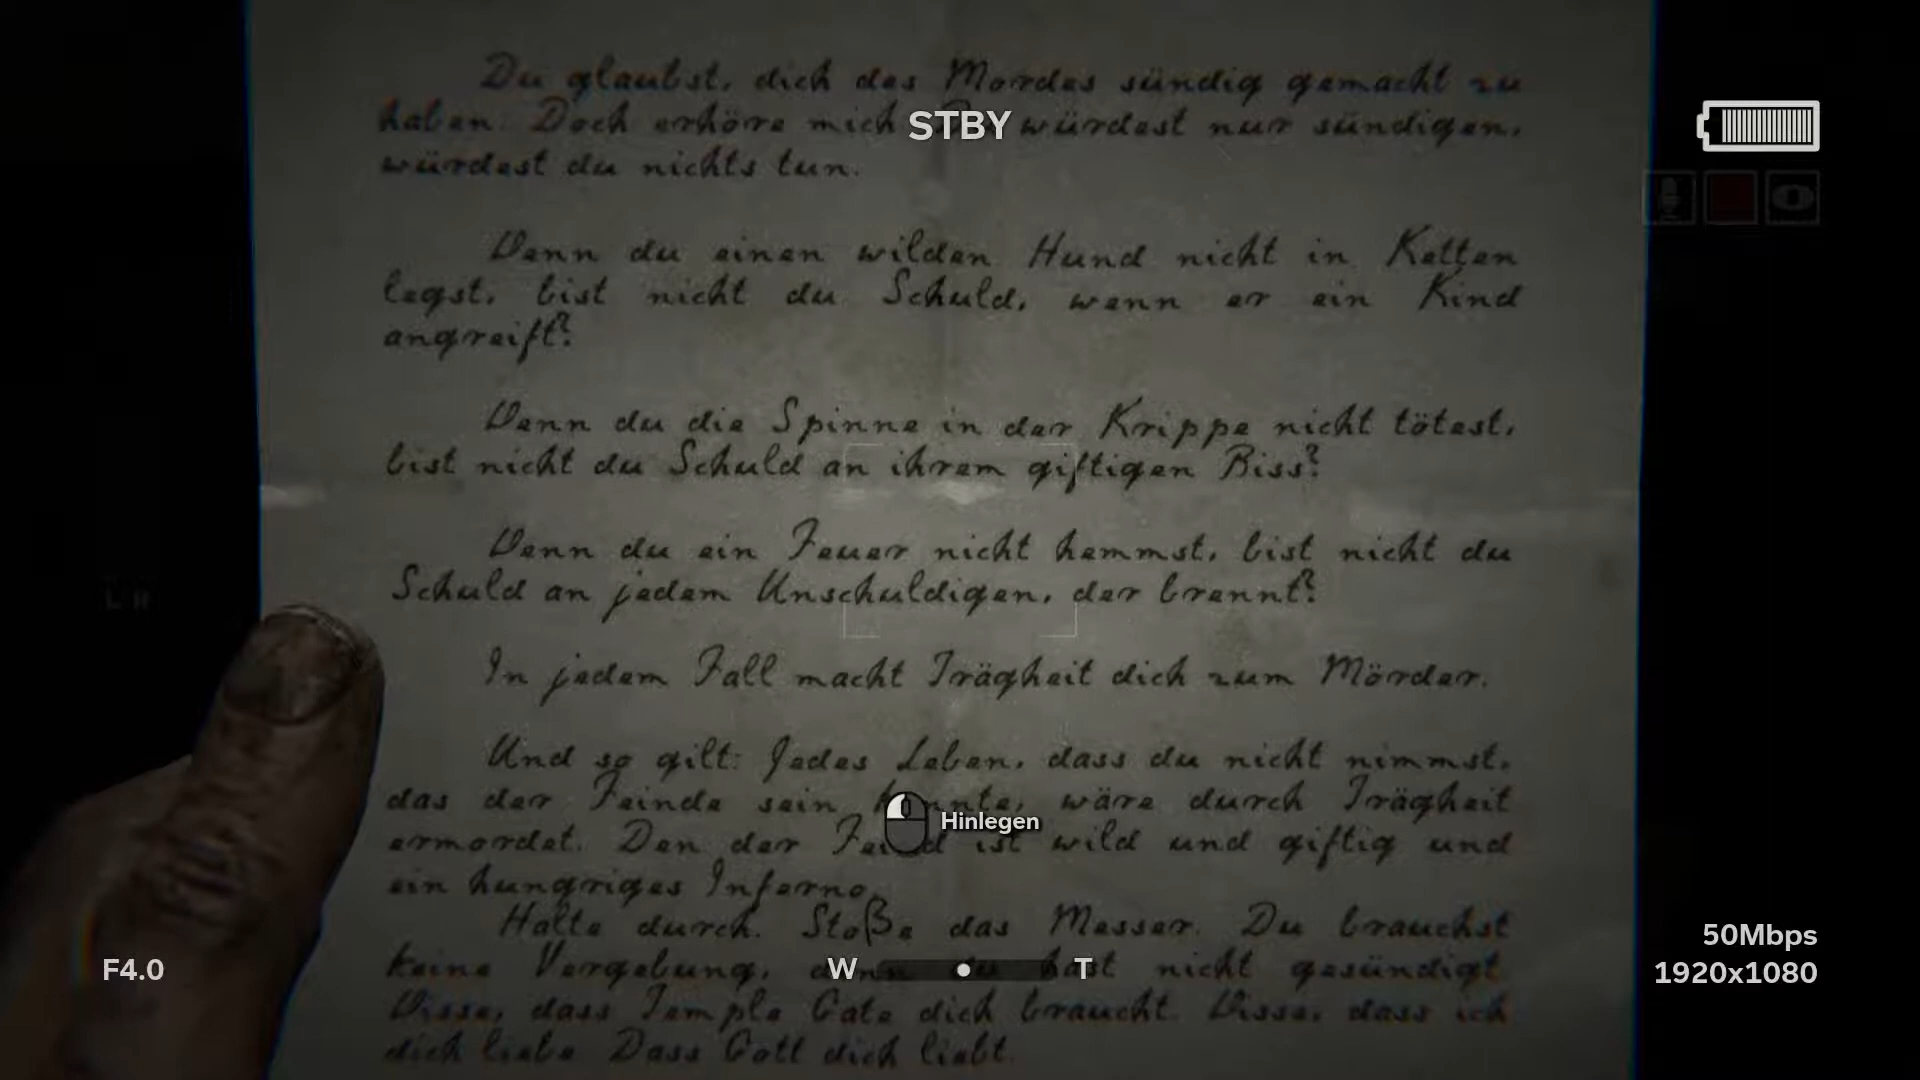 Du glaubst, dich des Mordes sündig gemacht zu
haben. Doch erhöre mich würdest nur sündigen,
STBY
würdest du nichts tun.
Wenn du einen wilden Hund nicht in Ketten
legst, bist nicht du Schuld, wenn er ein Kind
angreift?
Wenn du die Spinne in der Krippe nicht tötest,
bist nicht du Schuld an ihrem giftigen Biss?
Wenn du ein Feuer nicht hemmst, bist nicht du
Schuld an jedem Unschuldigen, der brennt?
In jedem Fall macht Trägheit dich zum Mörder.
Und so gilt: Jedes Leben, dass du nicht nimmst,
das der Feinde sein könnte, wäre durch Trägheit
Hinlegen
ermordet. Den der Feind ist wild und giftig und
ein hungriges Inferno.
Halte durch. Stoße das Messer. Du brauchst
keine Vergebung, denn du hast nicht gesündigt.
Wisse, dass Temple Gate dich braucht. Wisse, dass ich
dich liebe. Dass Gott dich liebt.
L R
F4.0
W T
50Mbps
1920x1080